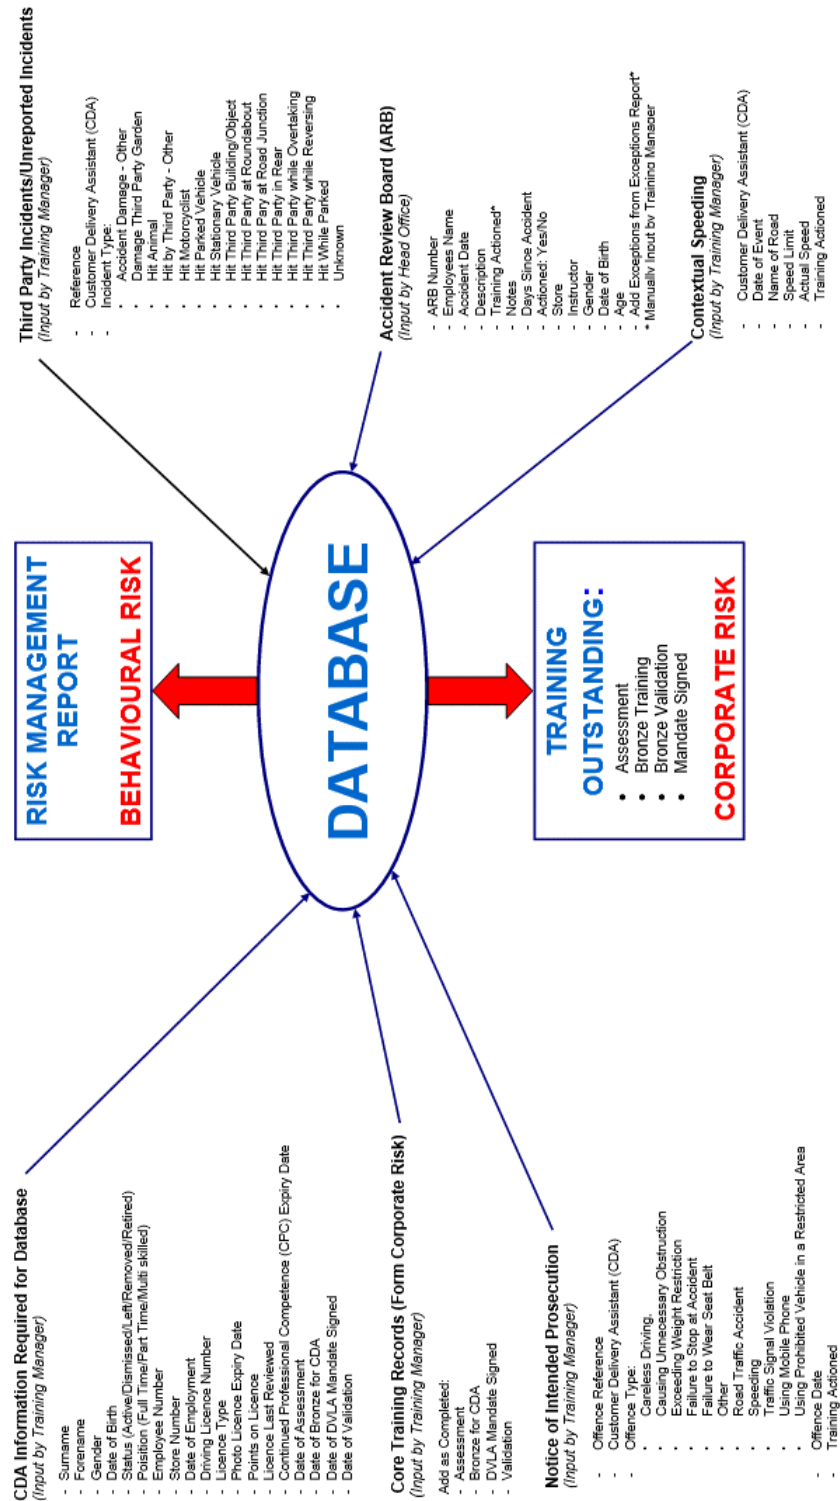 CDA Information Required for Database
(Input by Training Manager)
- Surname
- Forename
- Gender
- Date of Birth
- Status (Active/Dismissed/Left/Removed/Retired)
- Poisition (Full Time/Part Time/Multi skilled)
- Employee Number
- Store Number
- Date of Employment
- Driving Licence Number
- Licence Type
- Photo Licence Expiry Date
- Points on Licence
- Licence Last Reviewed
- Continued Professional Competence (CPC) Expiry Date
- Date of Assessment
- Date of Bronze for CDA
- Date of DVLA Mandate Signed
- Date of Validation
Core Training Records (Form Corporate Risk)
(Input by Training Manager)
Add as Completed:
- Assessment
- Bronze for CDA
- DVLA Mandate Signed
- Validation
Notice of Intended Prosecution
(Input by Training Manager)
- Offence Reference
- Customer Delivery Assistant (CDA)
- Offence Type:
• Careless Driving.
• Causing Unnecessary Obstruction
• Exceeding Weight Restriction
• Failure to Stop at Accident
• Failure to Wear Seat Belt
• Other
• Road Traffic Accident
• Speeding
• Traffic Signal Violation
• Using Mobile Phone
• Using Prohibited Vehicle in a Restricted Area
- Offence Date
- Training Actioned
RISK MANAGEMENT
REPORT
BEHAVIOURAL RISK
DATABASE
TRAINING
OUTSTANDING:
• Assessment
• Bronze Training
• Bronze Validation
• Mandate Signed
CORPORATE RISK
Third Party Incidents/Unreported Incidents
(Input by Training Manager)
- Reference
- Customer Delivery Assistant (CDA)
- Incident Type:
• Accident Damage - Other
• Damage Third Party Garden
• Hit Animal
• Hit by Third Party - Other
• Hit Motorcyclist
• Hit Parked Vehicle
• Hit Stationary Vehicle
• Hit Third Party Building/Object
• Hit Third Party at Roundabout
• Hit Third Pary at Road Junction
• Hit Third Party in Rear
• Hit Third Party while Overtaking
• Hit Third Party while Reversing
• Hit While Parked
• Unknown
Accident Review Board (ARB)
(Input by Head Office)
- ARB Number
- Employees Name
- Accident Date
- Description
- Training Actioned*
- Notes
- Days Since Accident
- Actioned: Yes/No
- Store
- Instructor
- Gender
- Date of Birth
- Age
- Add Exceptions from Exceptions Report*
* Manually Input by Training Manager
Contextual Speeding
(Input by Training Manager)
- Customer Delivery Assistant (CDA)
- Date of Event
- Name of Road
- Speed Limit
- Actual Speed
- Training Actioned